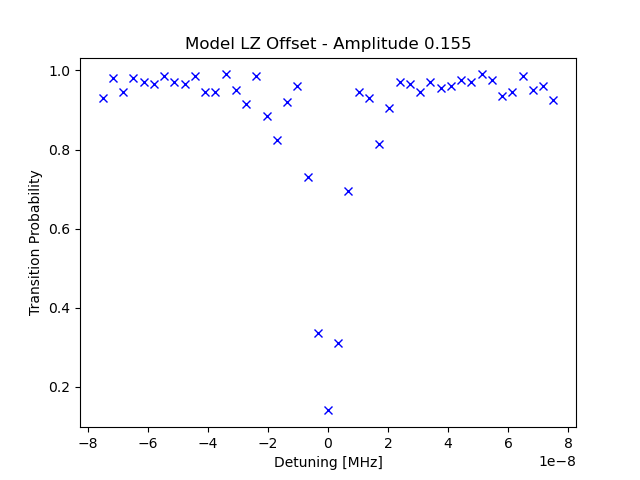 Model LZ Offset - Amplitude 0.155
Transition Probability
1.0
0.8
0.6
0.4
0.2
−8 −6 −4 −2 0 2 4 6 8
1e−8
Detuning [MHz]